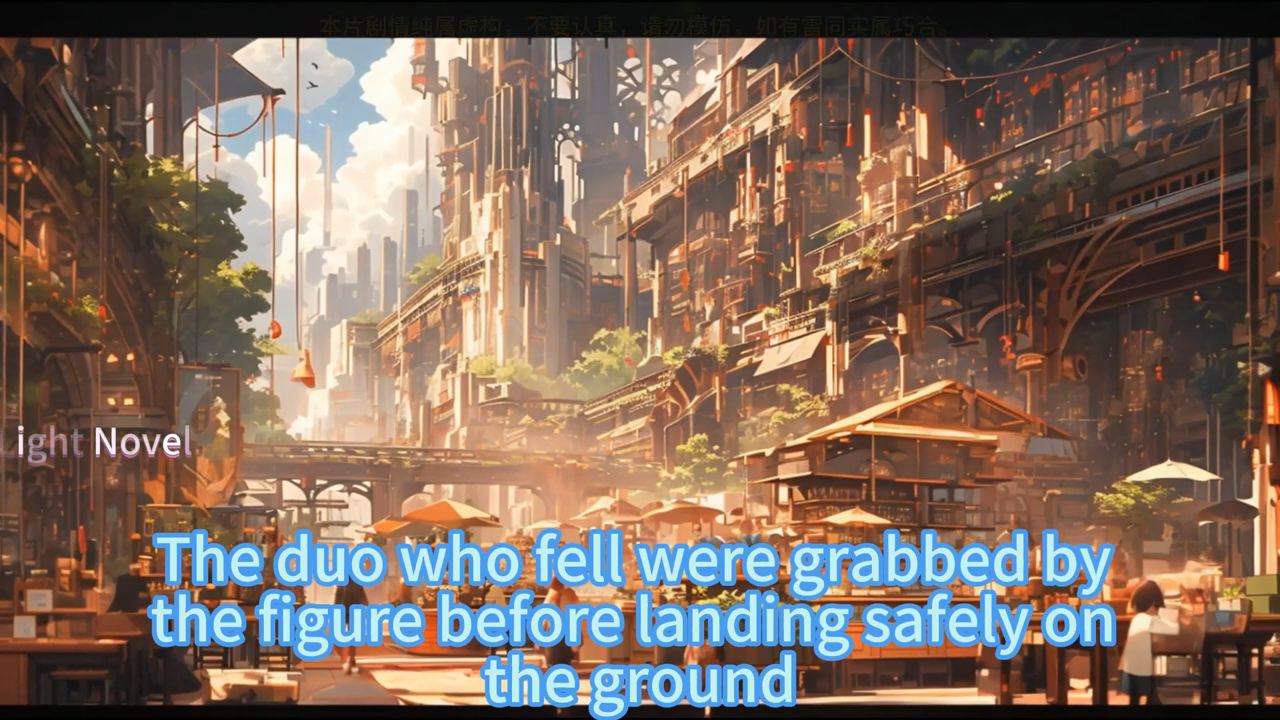 本片剧情纯属虚构，不要认真，请勿模仿，如有雷同实属巧合。
Light Novel
The duo who fell were grabbed by
the figure before landing safely on
the ground